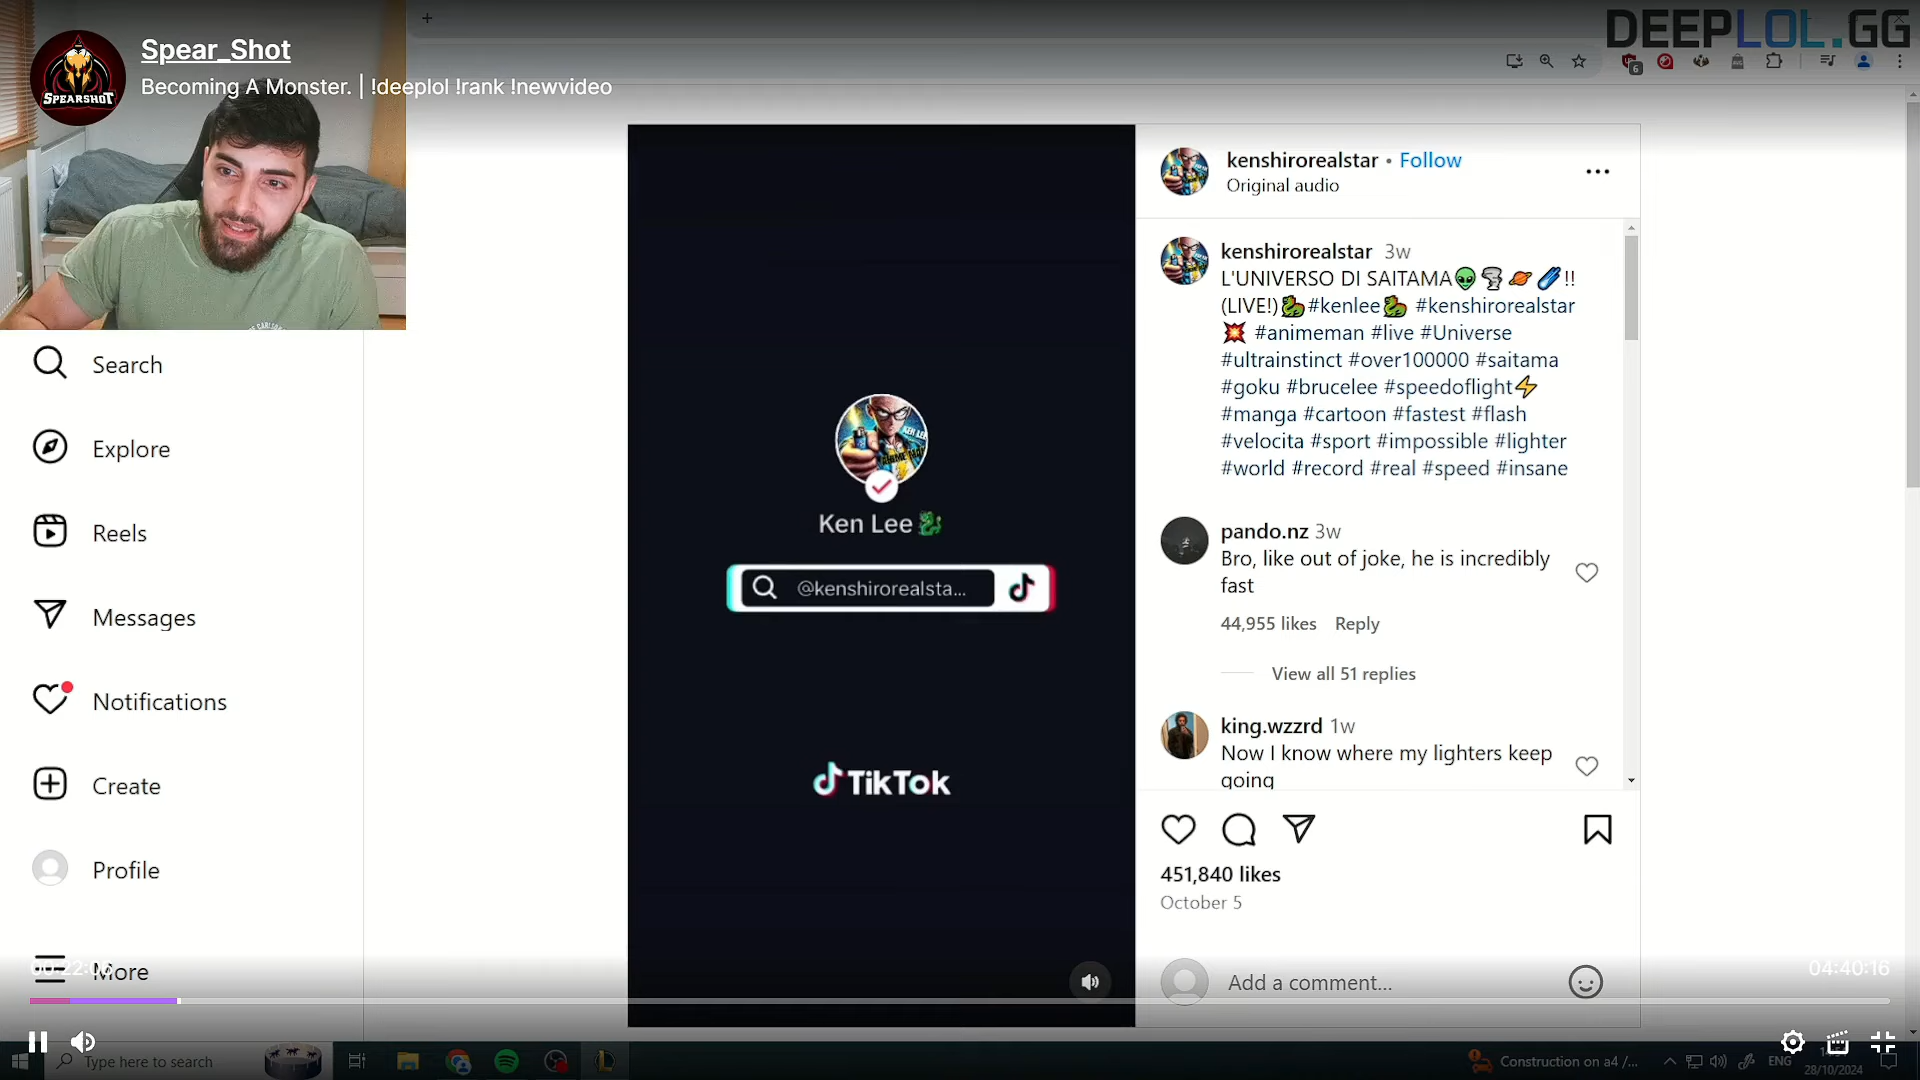 Spear_Shot
Becoming A Monster. | !deeplol !rank !newvideo
SPEARSHOT
DEEPLOL.GG
6
Search
Explore
Reels
Messages
Notifications
Create
Profile
More
Ken Lee
@kenshirorealsta...
TikTok
kenshirorealstar • Follow
Original audio
kenshirorealstar 3w
L'UNIVERSO DI SAITAMA👽🌪🪐☄!!
(LIVE!)🐉#kenlee🐉 #kenshirorealstar
💥 #animeman #live #Universe
#ultrainstinct #over100000 #saitama
#goku #brucelee #speedoflight⚡
#manga #cartoon #fastest #flash
#velocita #sport #impossible #lighter
#world #record #real #speed #insane
pando.nz 3w
Bro, like out of joke, he is incredibly
fast
44,955 likes Reply
View all 51 replies
king.wzzrd 1w
Now I know where my lighters keep
going
451,840 likes
October 5
Add a comment...
04:40:16
Type here to search
Construction on a4 /...
ENG
28/10/2024